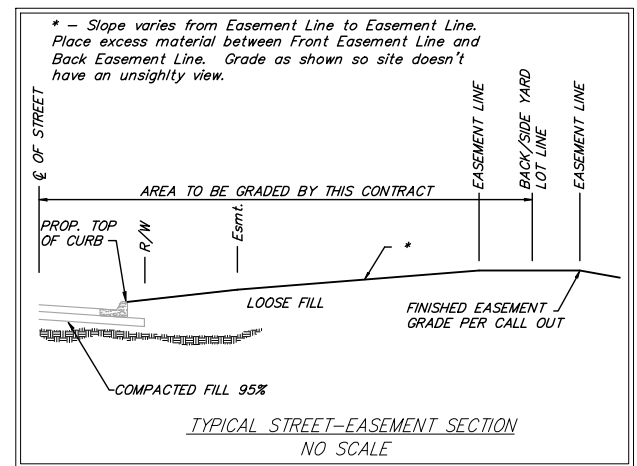 * – Slope varies from Easement Line to Easement Line.
Place excess material between Front Easement Line and
Back Easement Line. Grade as shown so site doesn't
have an unsighlty view.
℄ OF STREET
EASEMENT LINE
BACK/SIDE YARD
LOT LINE
EASEMENT LINE
AREA TO BE GRADED BY THIS CONTRACT
PROP. TOP
OF CURB
R/W
Esmt.
*
LOOSE FILL
FINISHED EASEMENT
GRADE PER CALL OUT
COMPACTED FILL 95%
TYPICAL STREET–EASEMENT SECTION
NO SCALE